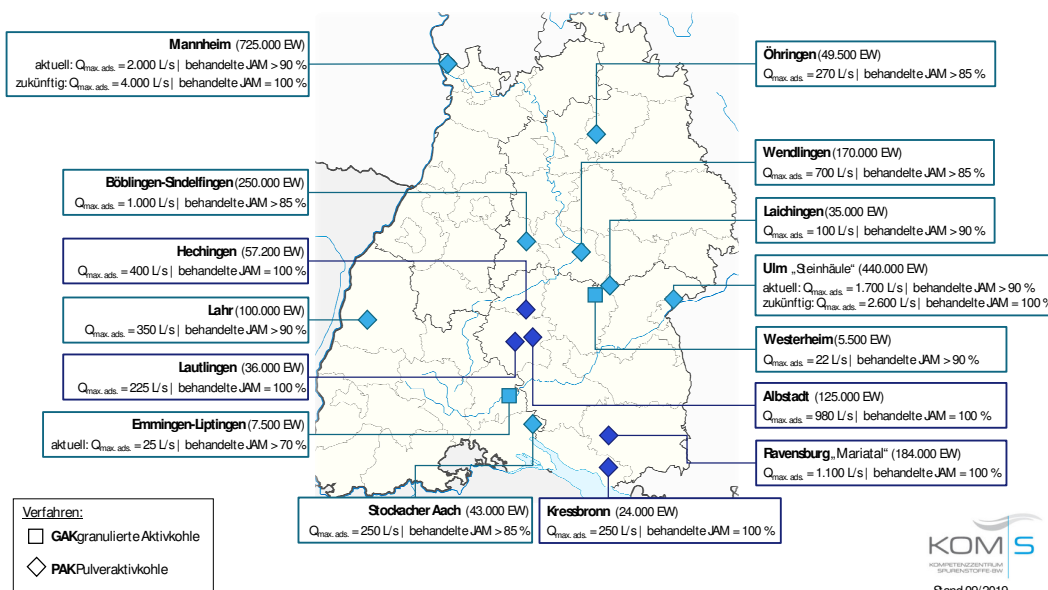 Mannheim (725.000 EW)
aktuell: Qmax. ads. = 2.000 L/s | behandelte JAM > 90 %
zukünftig: Qmax. ads. = 4.000 L/s | behandelte JAM = 100 %
Böblingen-Sindelfingen (250.000 EW)
Qmax. ads. = 1.000 L/s | behandelte JAM > 85 %
Hechingen (57.200 EW)
Qmax. ads. = 400 L/s | behandelte JAM = 100 %
Lahr (100.000 EW)
Qmax. ads. = 350 L/s | behandelte JAM > 90 %
Lautlingen (36.000 EW)
Qmax. ads. = 225 L/s | behandelte JAM = 100 %
Emmingen-Liptingen (7.500 EW)
aktuell: Qmax. ads. = 25 L/s | behandelte JAM > 70 %
Öhringen (49.500 EW)
Qmax. ads. = 270 L/s | behandelte JAM > 85 %
Wendlingen (170.000 EW)
Qmax. ads. = 700 L/s | behandelte JAM > 85 %
Laichingen (35.000 EW)
Qmax. ads. = 100 L/s | behandelte JAM > 90 %
Ulm „Steinhäule“ (440.000 EW)
aktuell: Qmax. ads. = 1.700 L/s | behandelte JAM > 90 %
zukünftig: Qmax. ads. = 2.600 L/s | behandelte JAM = 100 %
Westerheim (5.500 EW)
Qmax. ads. = 22 L/s | behandelte JAM > 90 %
Albstadt (125.000 EW)
Qmax. ads. = 980 L/s | behandelte JAM = 100 %
Ravensburg „Mariatal“ (184.000 EW)
Qmax. ads. = 1.100 L/s | behandelte JAM = 100 %
Stockacher Aach (43.000 EW)
Qmax. ads. = 250 L/s | behandelte JAM > 85 %
Kressbronn (24.000 EW)
Qmax. ads. = 250 L/s | behandelte JAM = 100 %
Verfahren:
GAK granulierte Aktivkohle
PAK Pulveraktivkohle
KOMS
KOMPETENZZENTRUM
SPURENSTOFFE-BW
Stand 09/2019